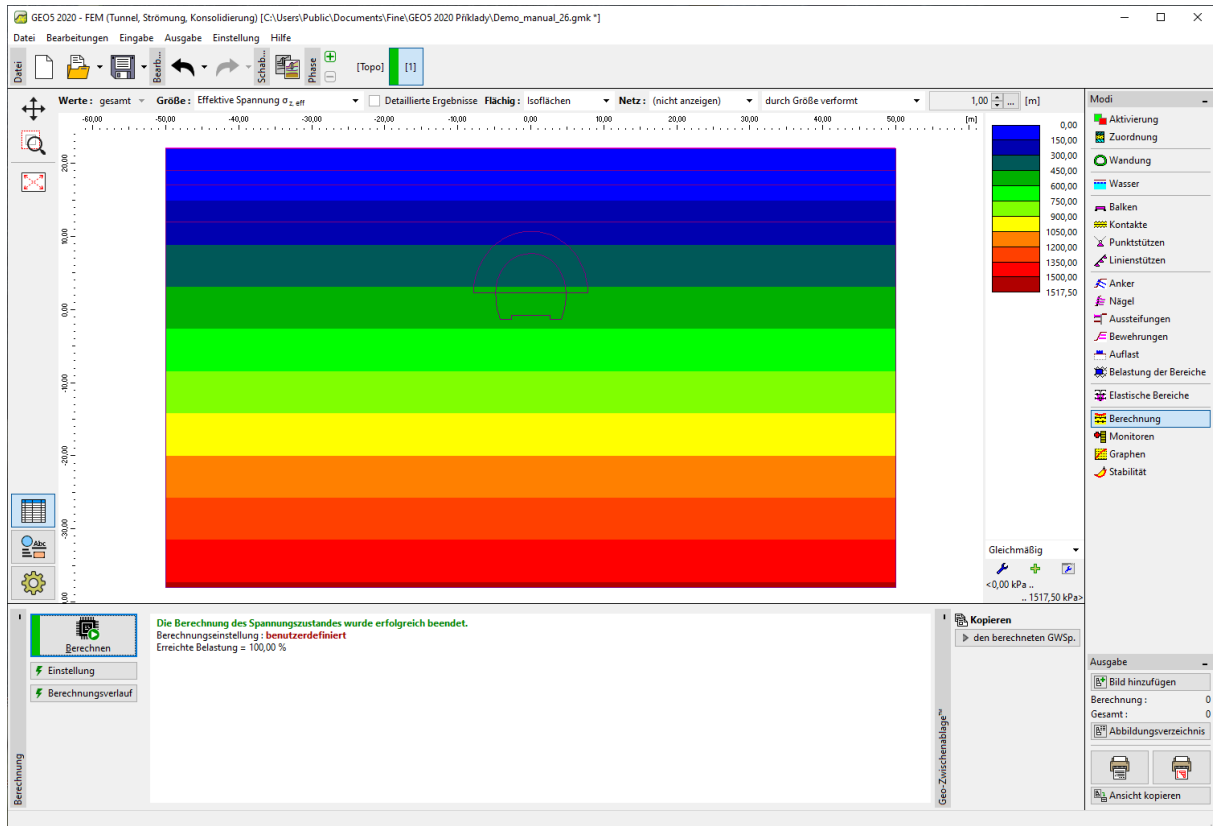 GEO5 2020 - FEM (Tunnel, Strömung, Konsolidierung) [C:\Users\Public\Documents\Fine\GEO5 2020 Příklady\Demo_manual_26.gmk *]
Datei Bearbeitungen Eingabe Ausgabe Einstellung Hilfe
Datei
Bearb...
Schab...
Phase
[Topo]
[1]
Werte : gesamt Größe : Effektive Spannung σz, eff Detaillierte Ergebnisse Flächig : Isoflächen Netz : (nicht anzeigen) durch Größe verformt 1,00 ... [m]
-60,00 -50,00 -40,00 -30,00 -20,00 -10,00 0,00 10,00 20,00 30,00 40,00 50,00 [m]
20,00
10,00
0,00
-10,00
-20,00
-30,00
0,00
150,00
300,00
450,00
600,00
750,00
900,00
1050,00
1200,00
1350,00
1500,00
1517,50
Gleichmäßig
<0,00 kPa ..
.. 1517,50 kPa>
Abc
Modi
Aktivierung
Zuordnung
Wandung
Wasser
Balken
Kontakte
Punktstützen
Linienstützen
Anker
Nägel
Aussteifungen
Bewehrungen
Auflast
Belastung der Bereiche
Elastische Bereiche
Berechnung
Monitoren
Graphen
Stabilität
Berechnung
Berechnen
Einstellung
Berechnungsverlauf
Die Berechnung des Spannungszustandes wurde erfolgreich beendet.
Berechnungseinstellung : benutzerdefiniert
Erreichte Belastung = 100,00 %
Geo-Zwischenablage™
Kopieren
den berechneten GWSp.
Ausgabe
Bild hinzufügen
Berechnung : 0
Gesamt : 0
Abbildungsverzeichnis
Ansicht kopieren